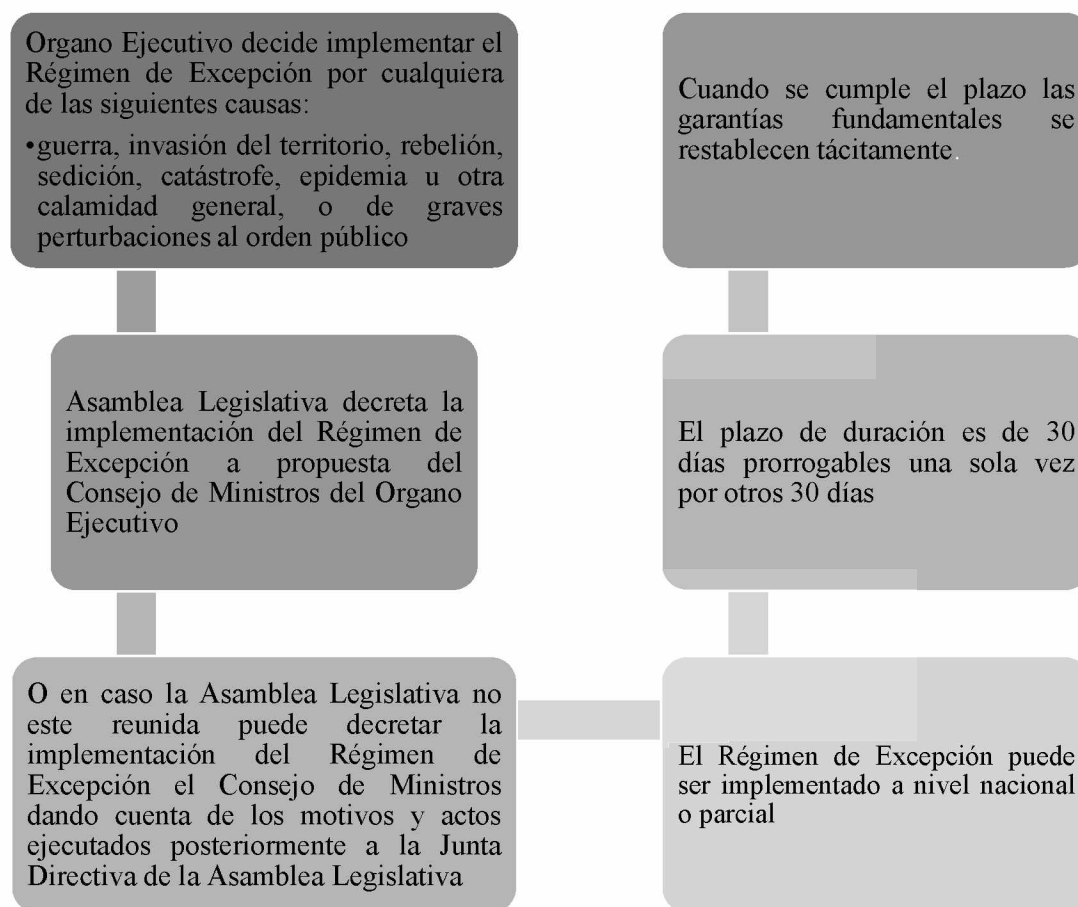 Organo Ejecutivo decide implementar el
Régimen de Excepción por cualquiera
de las siguientes causas:
•guerra, invasión del territorio, rebelión,
sedición, catástrofe, epidemia u otra
calamidad general, o de graves
perturbaciones al orden público
Asamblea Legislativa decreta la
implementación del Régimen de
Excepción a propuesta del
Consejo de Ministros del Organo
Ejecutivo
O en caso la Asamblea Legislativa no
este reunida puede decretar la
implementación del Régimen de
Excepción el Consejo de Ministros
dando cuenta de los motivos y actos
ejecutados posteriormente a la Junta
Directiva de la Asamblea Legislativa
El Régimen de Excepción puede
ser implementado a nivel nacional
o parcial
El plazo de duración es de 30
días prorrogables una sola vez
por otros 30 días
Cuando se cumple el plazo las
garantías fundamentales se
restablecen tácitamente.